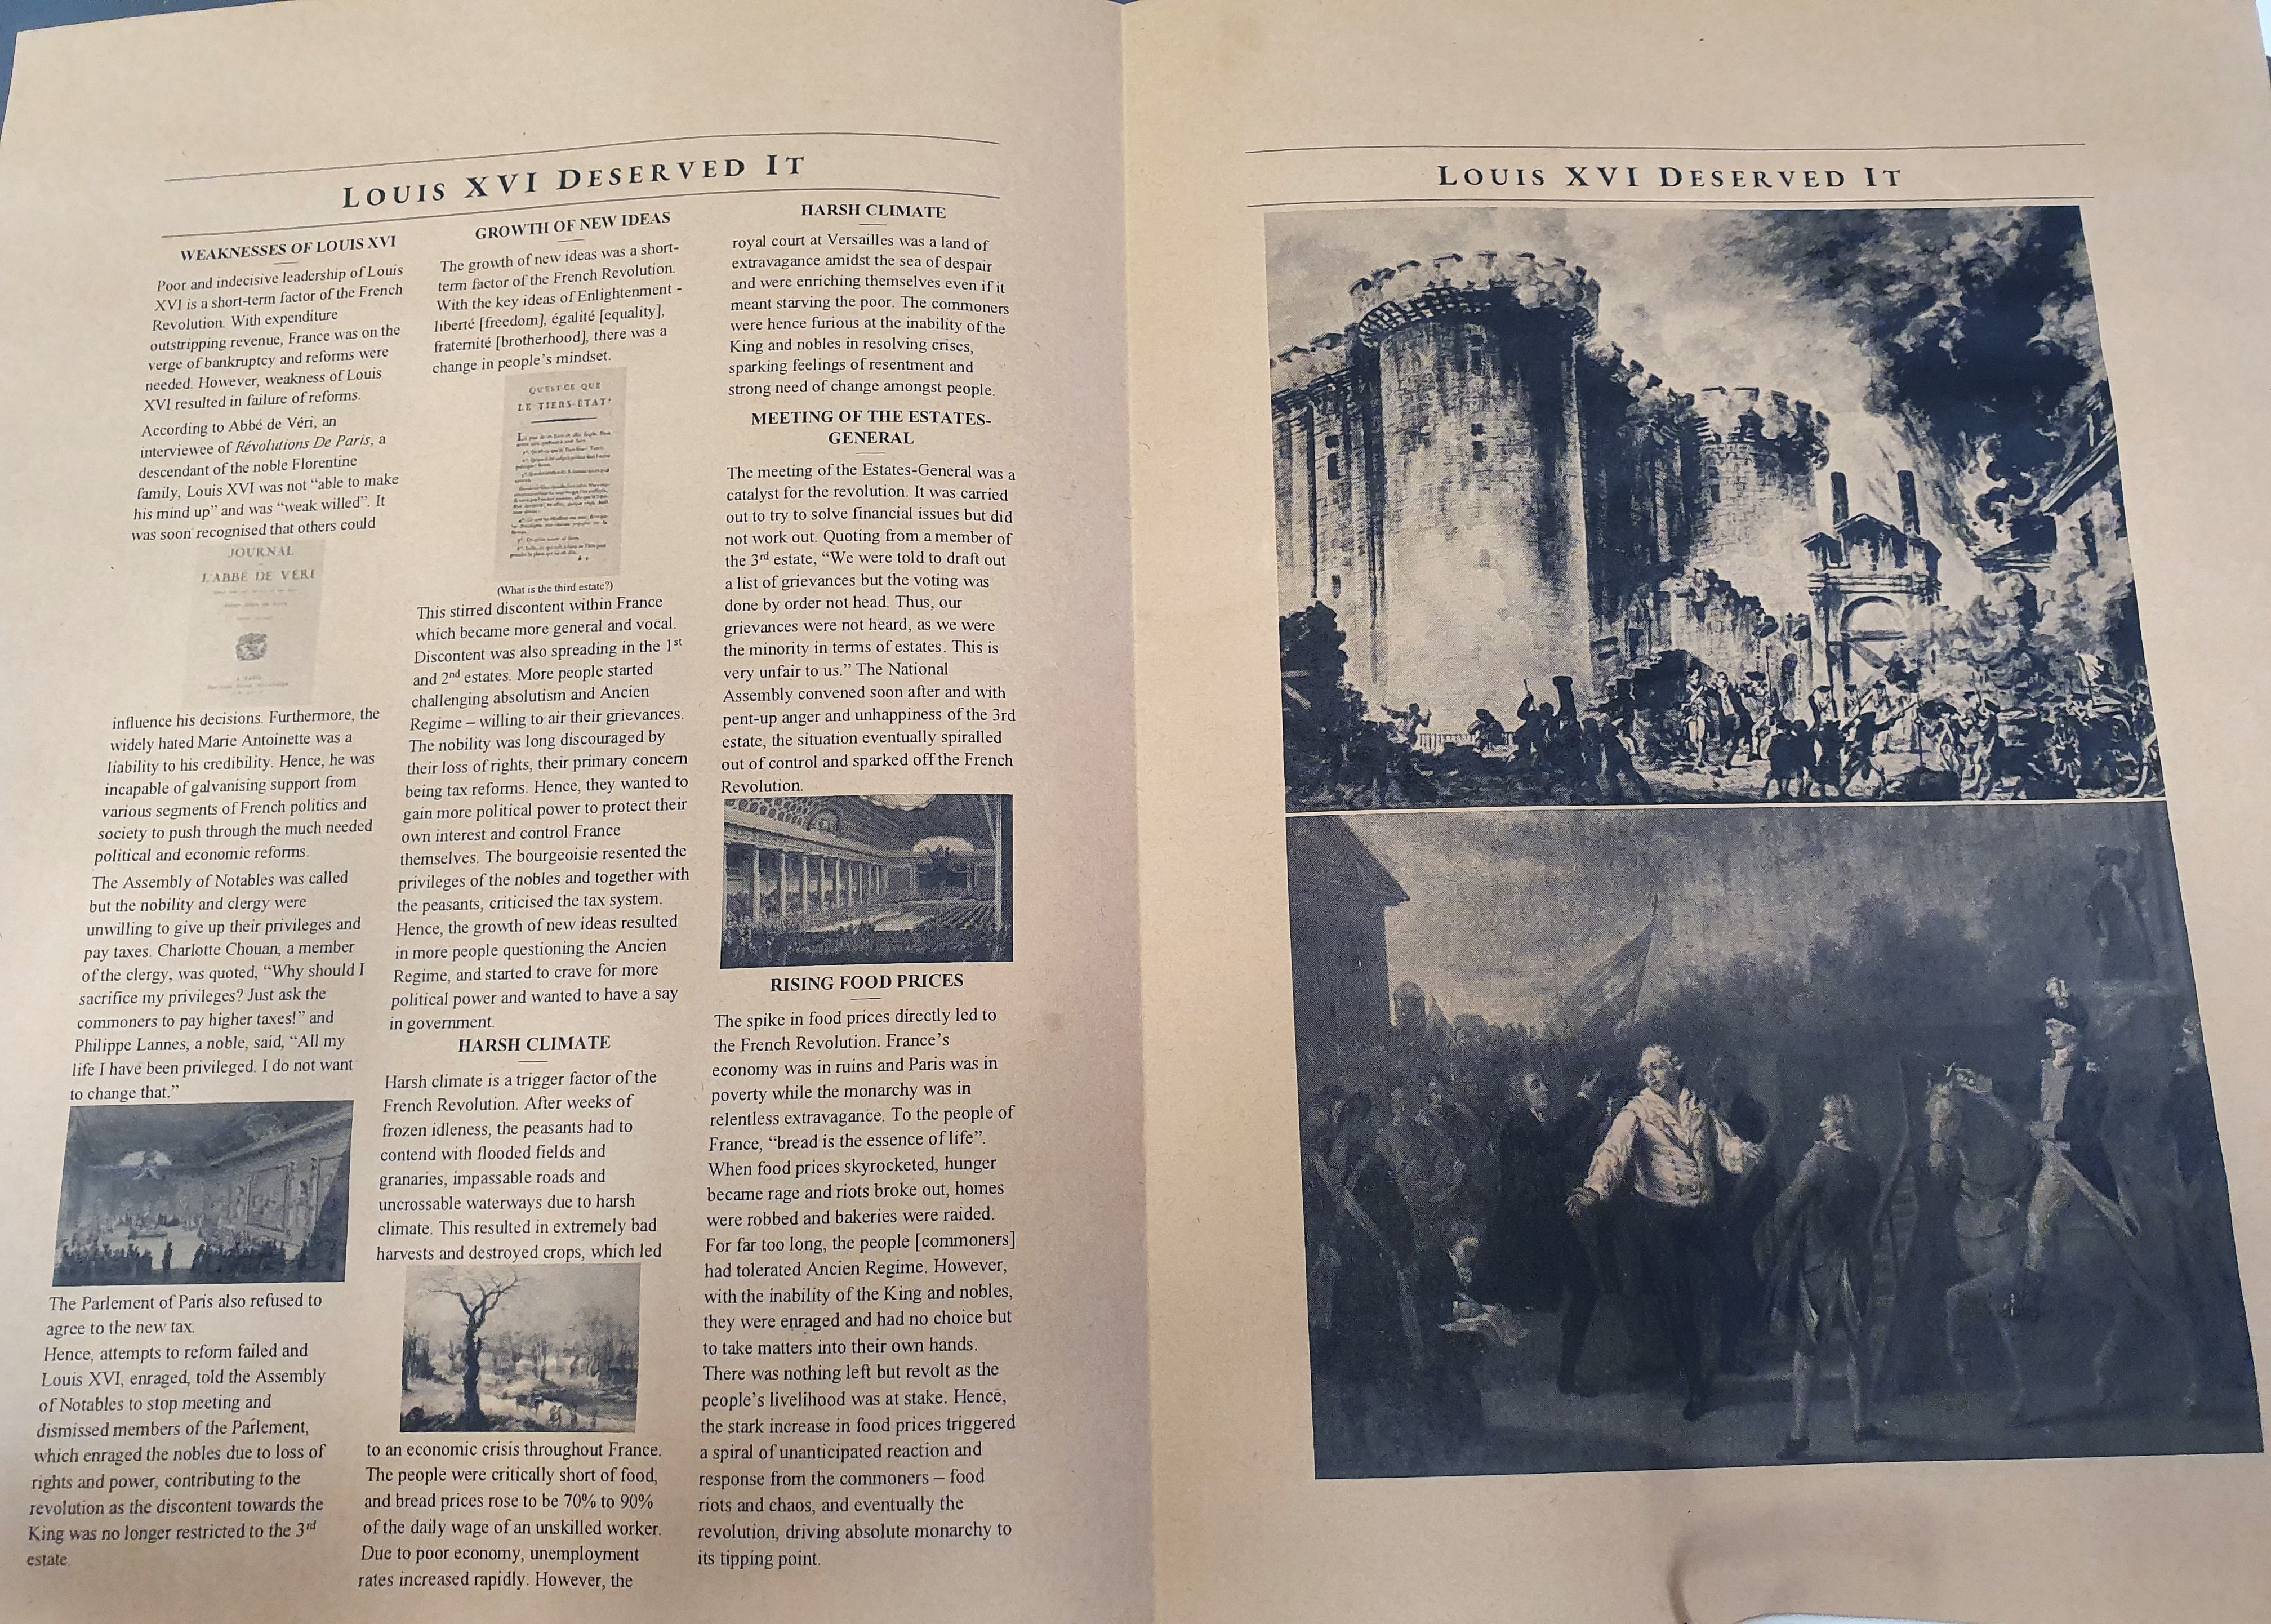 LOUIS XVI DESERVED IT
WEAKNESSES OF LOUIS XVI
Poor and indecisive leadership of Louis
XVI is a short-term factor of the French
Revolution. With expenditure
outstripping revenue, France was on the
verge of bankruptcy and reforms were
needed. However, weakness of Louis
XVI resulted in failure of reforms.
According to Abbé de Véri, an
interviewee of Révolutions De Paris, a
descendant of the noble Florentine
family, Louis XVI was not “able to make
his mind up” and was “weak willed”. It
was soon recognised that others could
JOURNAL
L'ABBÉ DE VÉRI
influence his decisions. Furthermore, the
widely hated Marie Antoinette was a
liability to his credibility. Hence, he was
incapable of galvanising support from
various segments of French politics and
society to push through the much needed
political and economic reforms.
The Assembly of Notables was called
but the nobility and clergy were
unwilling to give up their privileges and
pay taxes. Charlotte Chouan, a member
of the clergy, was quoted, “Why should I
sacrifice my privileges? Just ask the
commoners to pay higher taxes!” and
Philippe Lannes, a noble, said, “All my
life I have been privileged. I do not want
to change that.”
The Parlement of Paris also refused to
agree to the new tax.
Hence, attempts to reform failed and
Louis XVI, enraged, told the Assembly
of Notables to stop meeting and
dismissed members of the Parlement,
which enraged the nobles due to loss of
rights and power, contributing to the
revolution as the discontent towards the
King was no longer restricted to the 3rd
estate.
GROWTH OF NEW IDEAS
The growth of new ideas was a short-
term factor of the French Revolution.
With the key ideas of Enlightenment -
liberté [freedom], égalité [equality],
fraternité [brotherhood], there was a
change in people’s mindset.
QU'EST-CE QUE
LE TIERS-ÉTAT?
(What is the third estate?)
This stirred discontent within France
which became more general and vocal.
Discontent was also spreading in the 1st
and 2nd estates. More people started
challenging absolutism and Ancien
Regime – willing to air their grievances.
The nobility was long discouraged by
their loss of rights, their primary concern
being tax reforms. Hence, they wanted to
gain more political power to protect their
own interest and control France
themselves. The bourgeoisie resented the
privileges of the nobles and together with
the peasants, criticised the tax system.
Hence, the growth of new ideas resulted
in more people questioning the Ancien
Regime, and started to crave for more
political power and wanted to have a say
in government.
HARSH CLIMATE
Harsh climate is a trigger factor of the
French Revolution. After weeks of
frozen idleness, the peasants had to
contend with flooded fields and
granaries, impassable roads and
uncrossable waterways due to harsh
climate. This resulted in extremely bad
harvests and destroyed crops, which led
to an economic crisis throughout France.
The people were critically short of food,
and bread prices rose to be 70% to 90%
of the daily wage of an unskilled worker.
Due to poor economy, unemployment
rates increased rapidly. However, the
HARSH CLIMATE
royal court at Versailles was a land of
extravagance amidst the sea of despair
and were enriching themselves even if it
meant starving the poor. The commoners
were hence furious at the inability of the
King and nobles in resolving crises,
sparking feelings of resentment and
strong need of change amongst people.
MEETING OF THE ESTATES-
GENERAL
The meeting of the Estates-General was a
catalyst for the revolution. It was carried
out to try to solve financial issues but did
not work out. Quoting from a member of
the 3rd estate, “We were told to draft out
a list of grievances but the voting was
done by order not head. Thus, our
grievances were not heard, as we were
the minority in terms of estates. This is
very unfair to us.” The National
Assembly convened soon after and with
pent-up anger and unhappiness of the 3rd
estate, the situation eventually spiralled
out of control and sparked off the French
Revolution.
RISING FOOD PRICES
The spike in food prices directly led to
the French Revolution. France’s
economy was in ruins and Paris was in
poverty while the monarchy was in
relentless extravagance. To the people of
France, “bread is the essence of life”.
When food prices skyrocketed, hunger
became rage and riots broke out, homes
were robbed and bakeries were raided.
For far too long, the people [commoners]
had tolerated Ancien Regime. However,
with the inability of the King and nobles,
they were enraged and had no choice but
to take matters into their own hands.
There was nothing left but revolt as the
people’s livelihood was at stake. Hence,
the stark increase in food prices triggered
a spiral of unanticipated reaction and
response from the commoners – food
riots and chaos, and eventually the
revolution, driving absolute monarchy to
its tipping point.
LOUIS XVI DESERVED IT